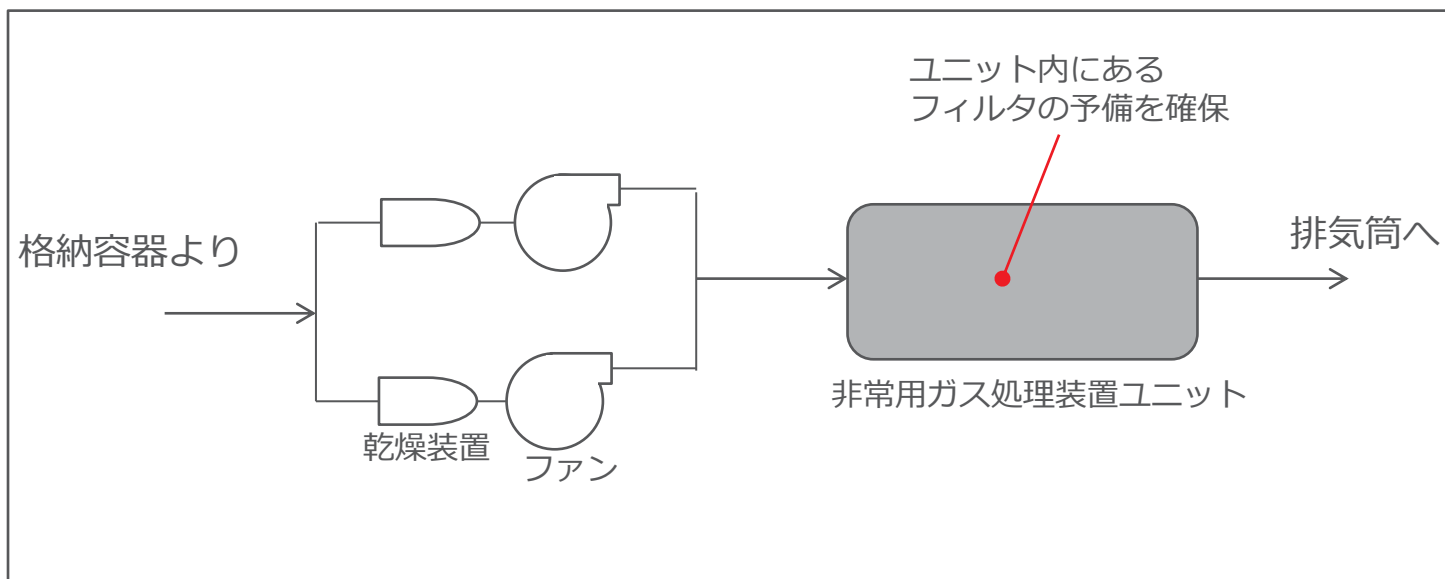 ユニット内にある
フィルタの予備を確保
格納容器より
排気筒へ
非常用ガス処理装置ユニット
乾燥装置
ファン